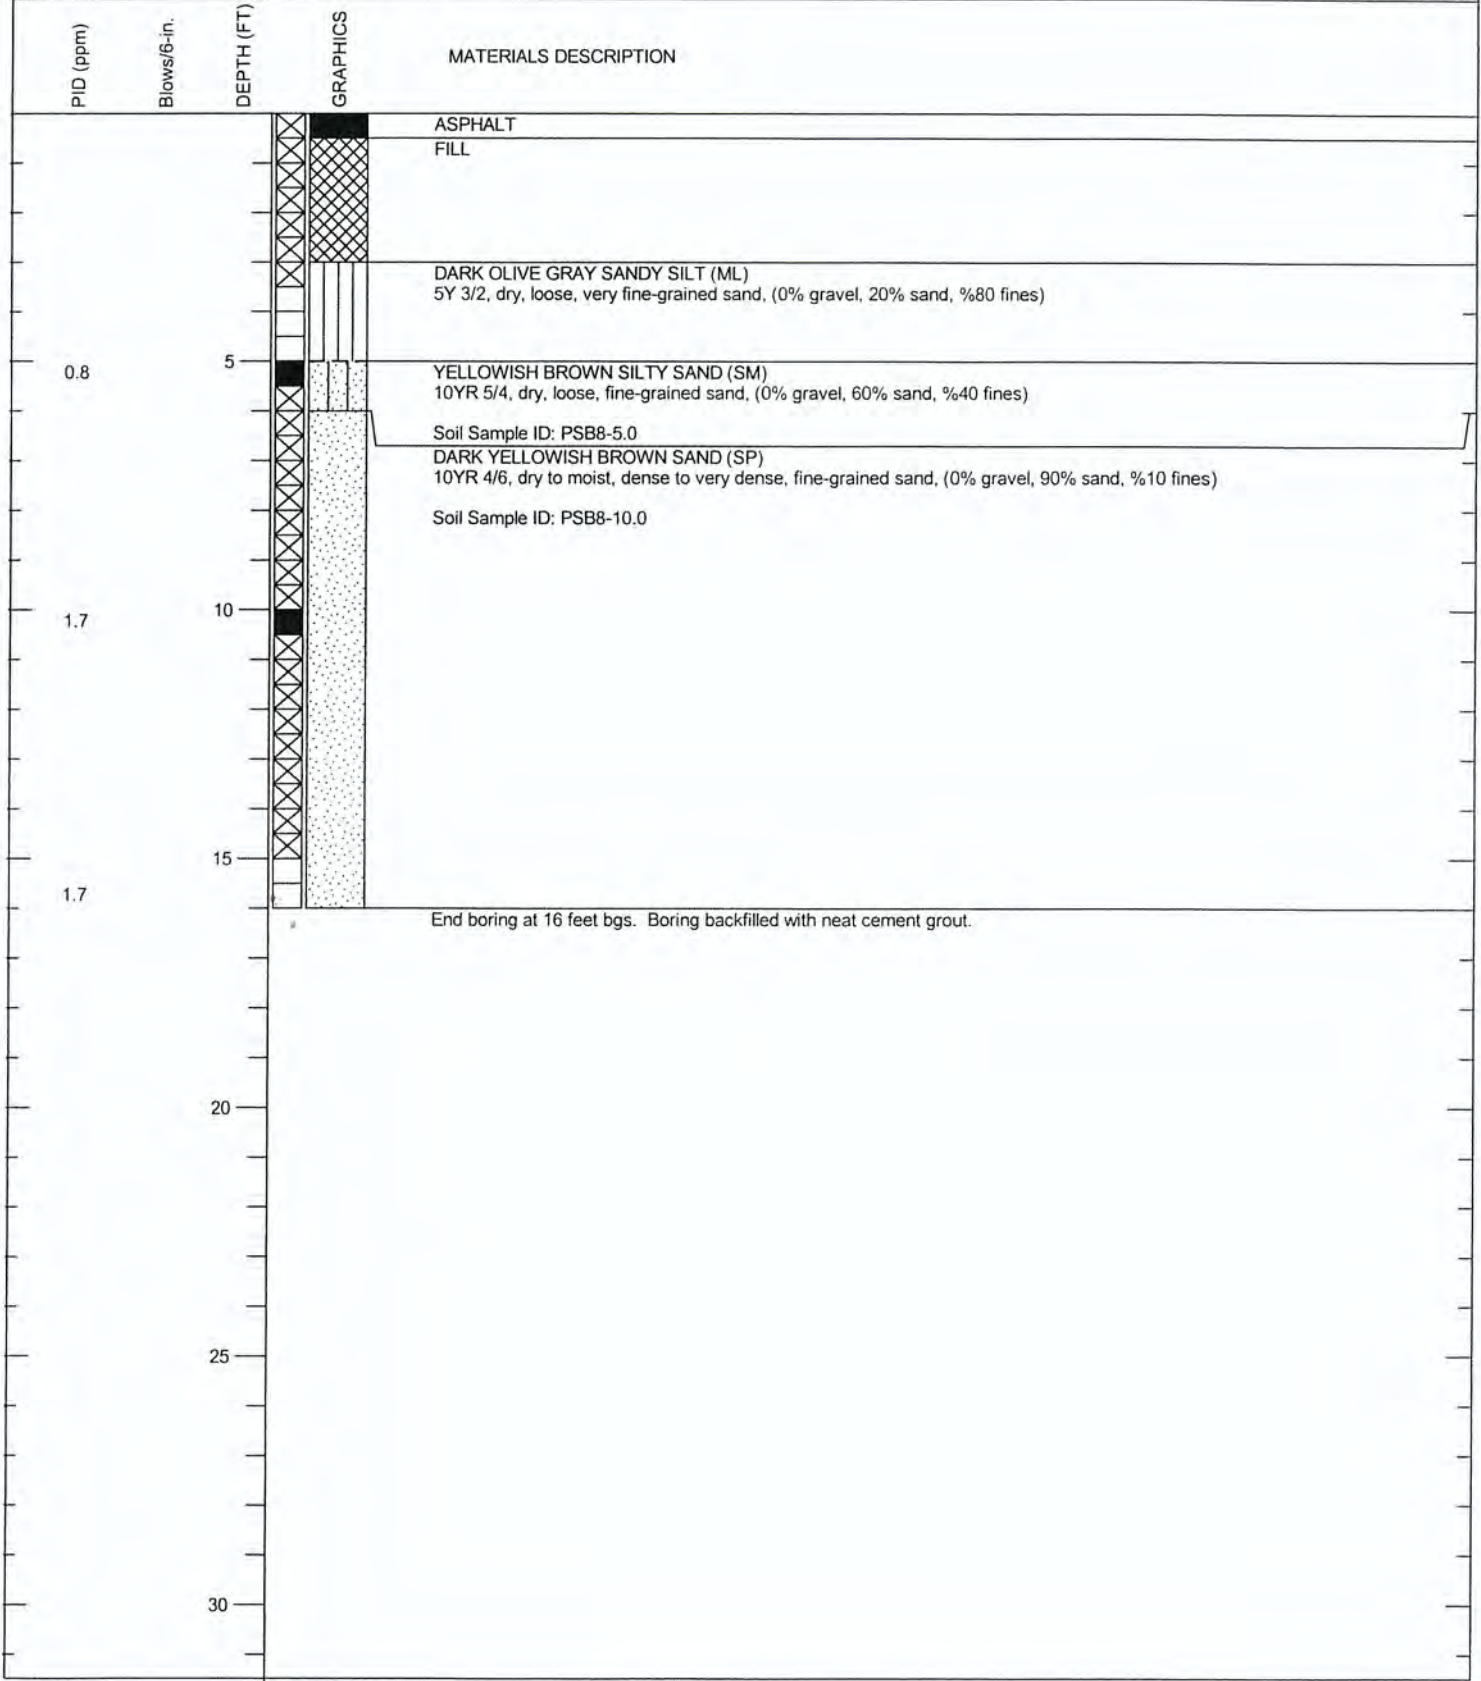 PID (ppm)
Blows/6-in.
DEPTH (FT)
GRAPHICS
MATERIALS DESCRIPTION
ASPHALT
FILL
DARK OLIVE GRAY SANDY SILT (ML)
5Y 3/2, dry, loose, very fine-grained sand, (0% gravel, 20% sand, %80 fines)
0.8
5
YELLOWISH BROWN SILTY SAND (SM)
10YR 5/4, dry, loose, fine-grained sand, (0% gravel, 60% sand, %40 fines)
Soil Sample ID: PSB8-5.0
DARK YELLOWISH BROWN SAND (SP)
10YR 4/6, dry to moist, dense to very dense, fine-grained sand, (0% gravel, 90% sand, %10 fines)
Soil Sample ID: PSB8-10.0
1.7
10
15
1.7
End boring at 16 feet bgs.  Boring backfilled with neat cement grout.
20
25
30